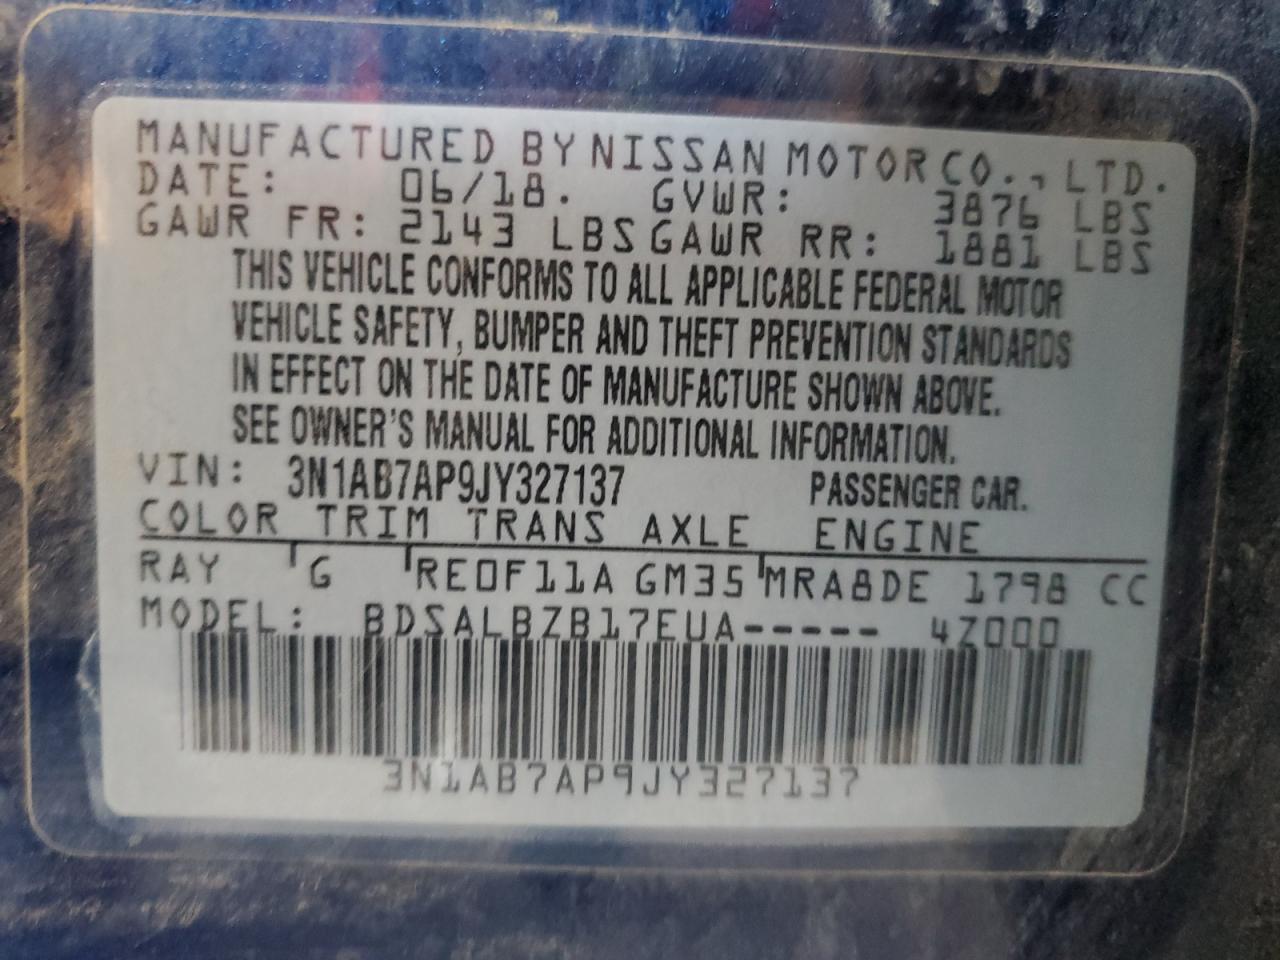 MANUFACTURED BY NISSAN MOTOR CO., LTD.
DATE: 06/18. GVWR: 3876 LBS
GAWR FR: 2143 LBS GAWR RR: 1881 LBS
THIS VEHICLE CONFORMS TO ALL APPLICABLE FEDERAL MOTOR
VEHICLE SAFETY, BUMPER AND THEFT PREVENTION STANDARDS
IN EFFECT ON THE DATE OF MANUFACTURE SHOWN ABOVE.
SEE OWNER'S MANUAL FOR ADDITIONAL INFORMATION.
VIN: 3N1AB7AP9JY327137 PASSENGER CAR.
COLOR TRIM TRANS AXLE ENGINE
RAY G RE0F11A GM35 MRA8DE 1798 CC
MODEL: BDSALBZB17EUA----- 4Z000
3N1AB7AP9JY327137